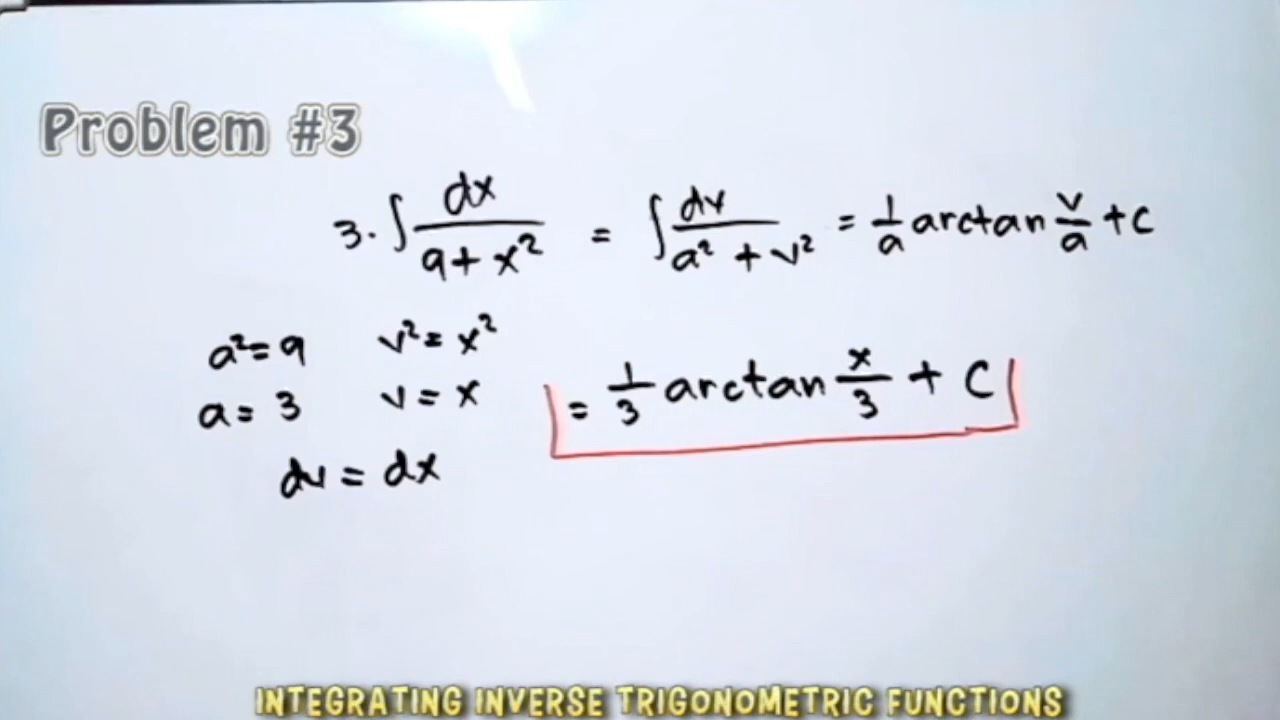 Problem #3
3. ∫ dx / (9 + x²) = ∫ dv / (a² + v²) = 1/a arctan v/a + C
a² = 9 v² = x²
a = 3 v = x
= 1/3 arctan x/3 + C
dv = dx
INTEGRATING INVERSE TRIGONOMETRIC FUNCTIONS